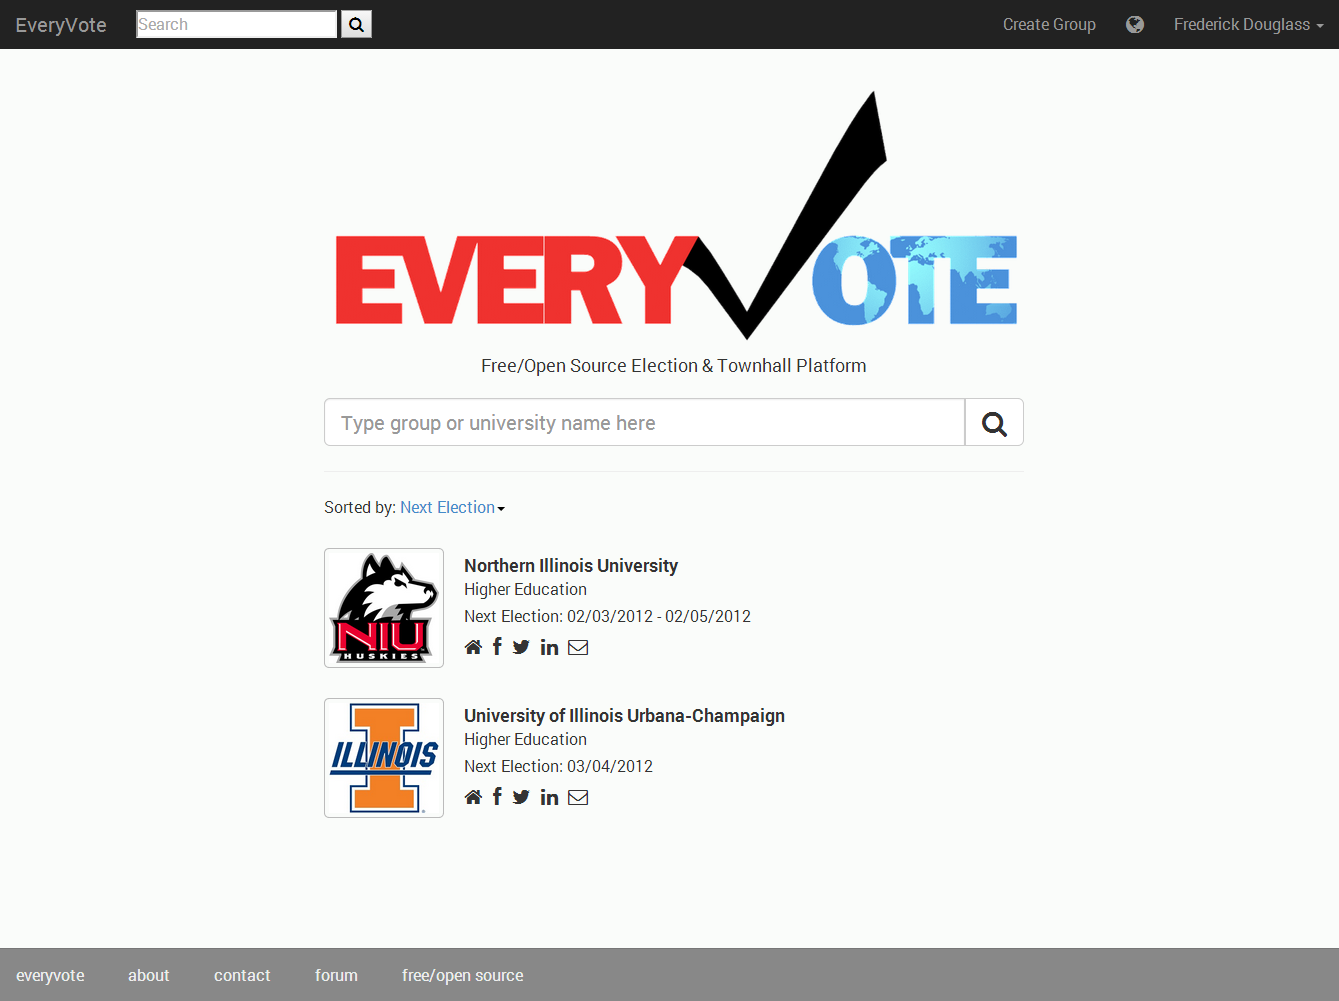 EveryVote Search Create Group Frederick Douglass
EVERYVOTE
Free/Open Source Election & Townhall Platform
Type group or university name here
Sorted by: Next Election
NIU
HUSKIES
Northern Illinois University
Higher Education
Next Election: 02/03/2012 - 02/05/2012
ILLINOIS
University of Illinois Urbana-Champaign
Higher Education
Next Election: 03/04/2012
everyvote about contact forum free/open source